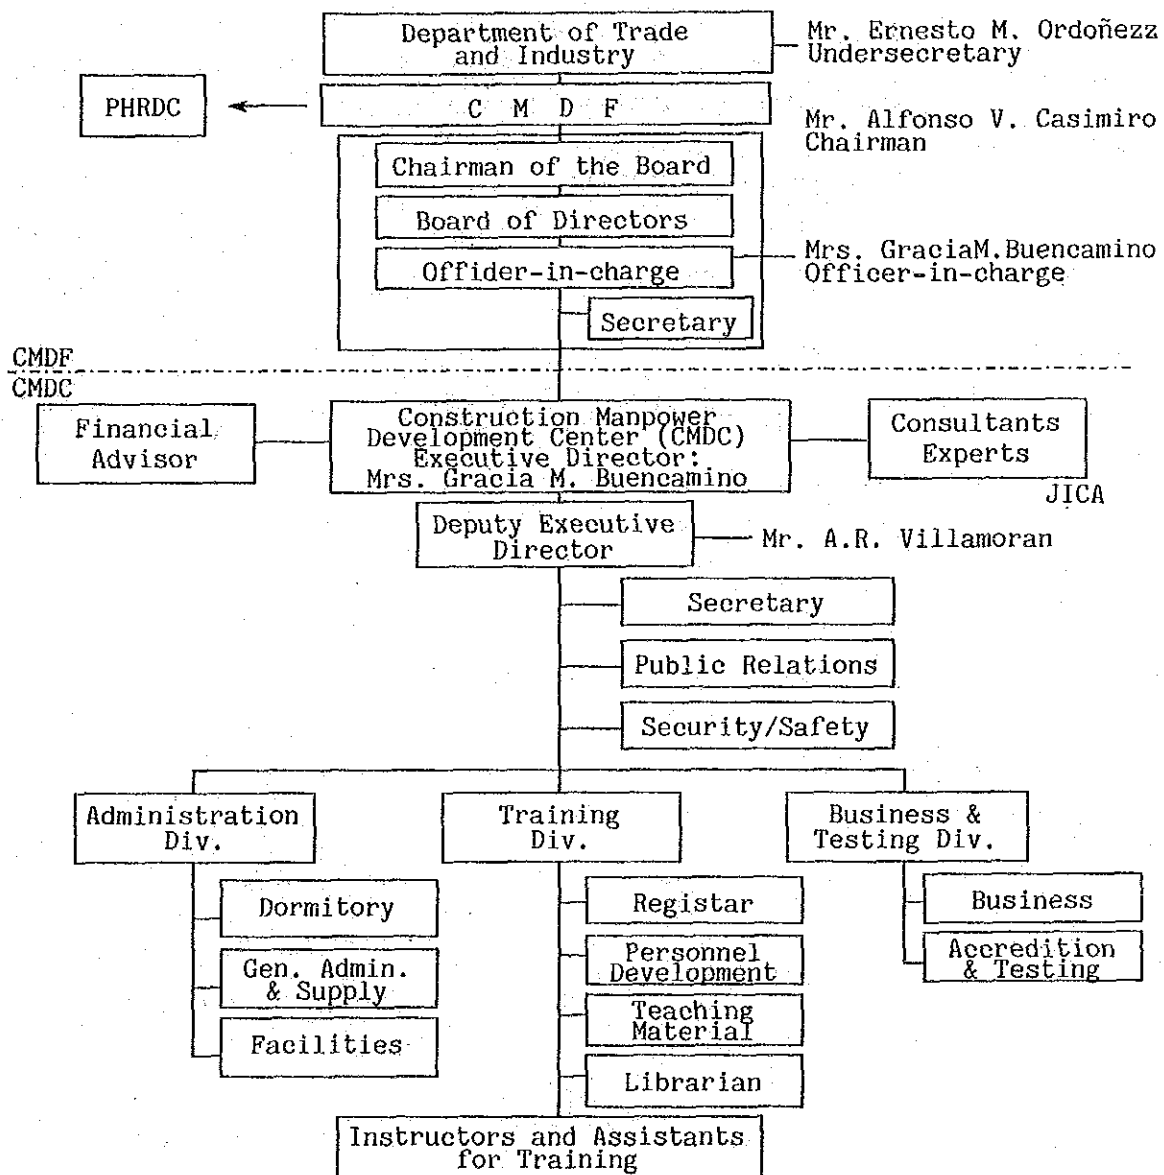 Department of Trade
and Industry
Mr. Ernesto M. Ordoñezz
Undersecretary
PHRDC
C M D F
Mr. Alfonso V. Casimiro
Chairman
Chairman of the Board
Board of Directors
Offider-in-charge
Mrs. GraciaM.Buencamino
Officer-in-charge
Secretary
CMDF
CMDC
Financial
Advisor
Construction Manpower
Development Center (CMDC)
Executive Director:
Mrs. Gracia M. Buencamino
Consultants
Experts
JICA
Deputy Executive
Director
Mr. A.R. Villamoran
Secretary
Public Relations
Security/Safety
Administration
Div.
Training
Div.
Business &
Testing Div.
Dormitory
Gen. Admin.
& Supply
Facilities
Registar
Personnel
Development
Teaching
Material
Librarian
Business
Accredition
& Testing
Instructors and Assistants
for Training